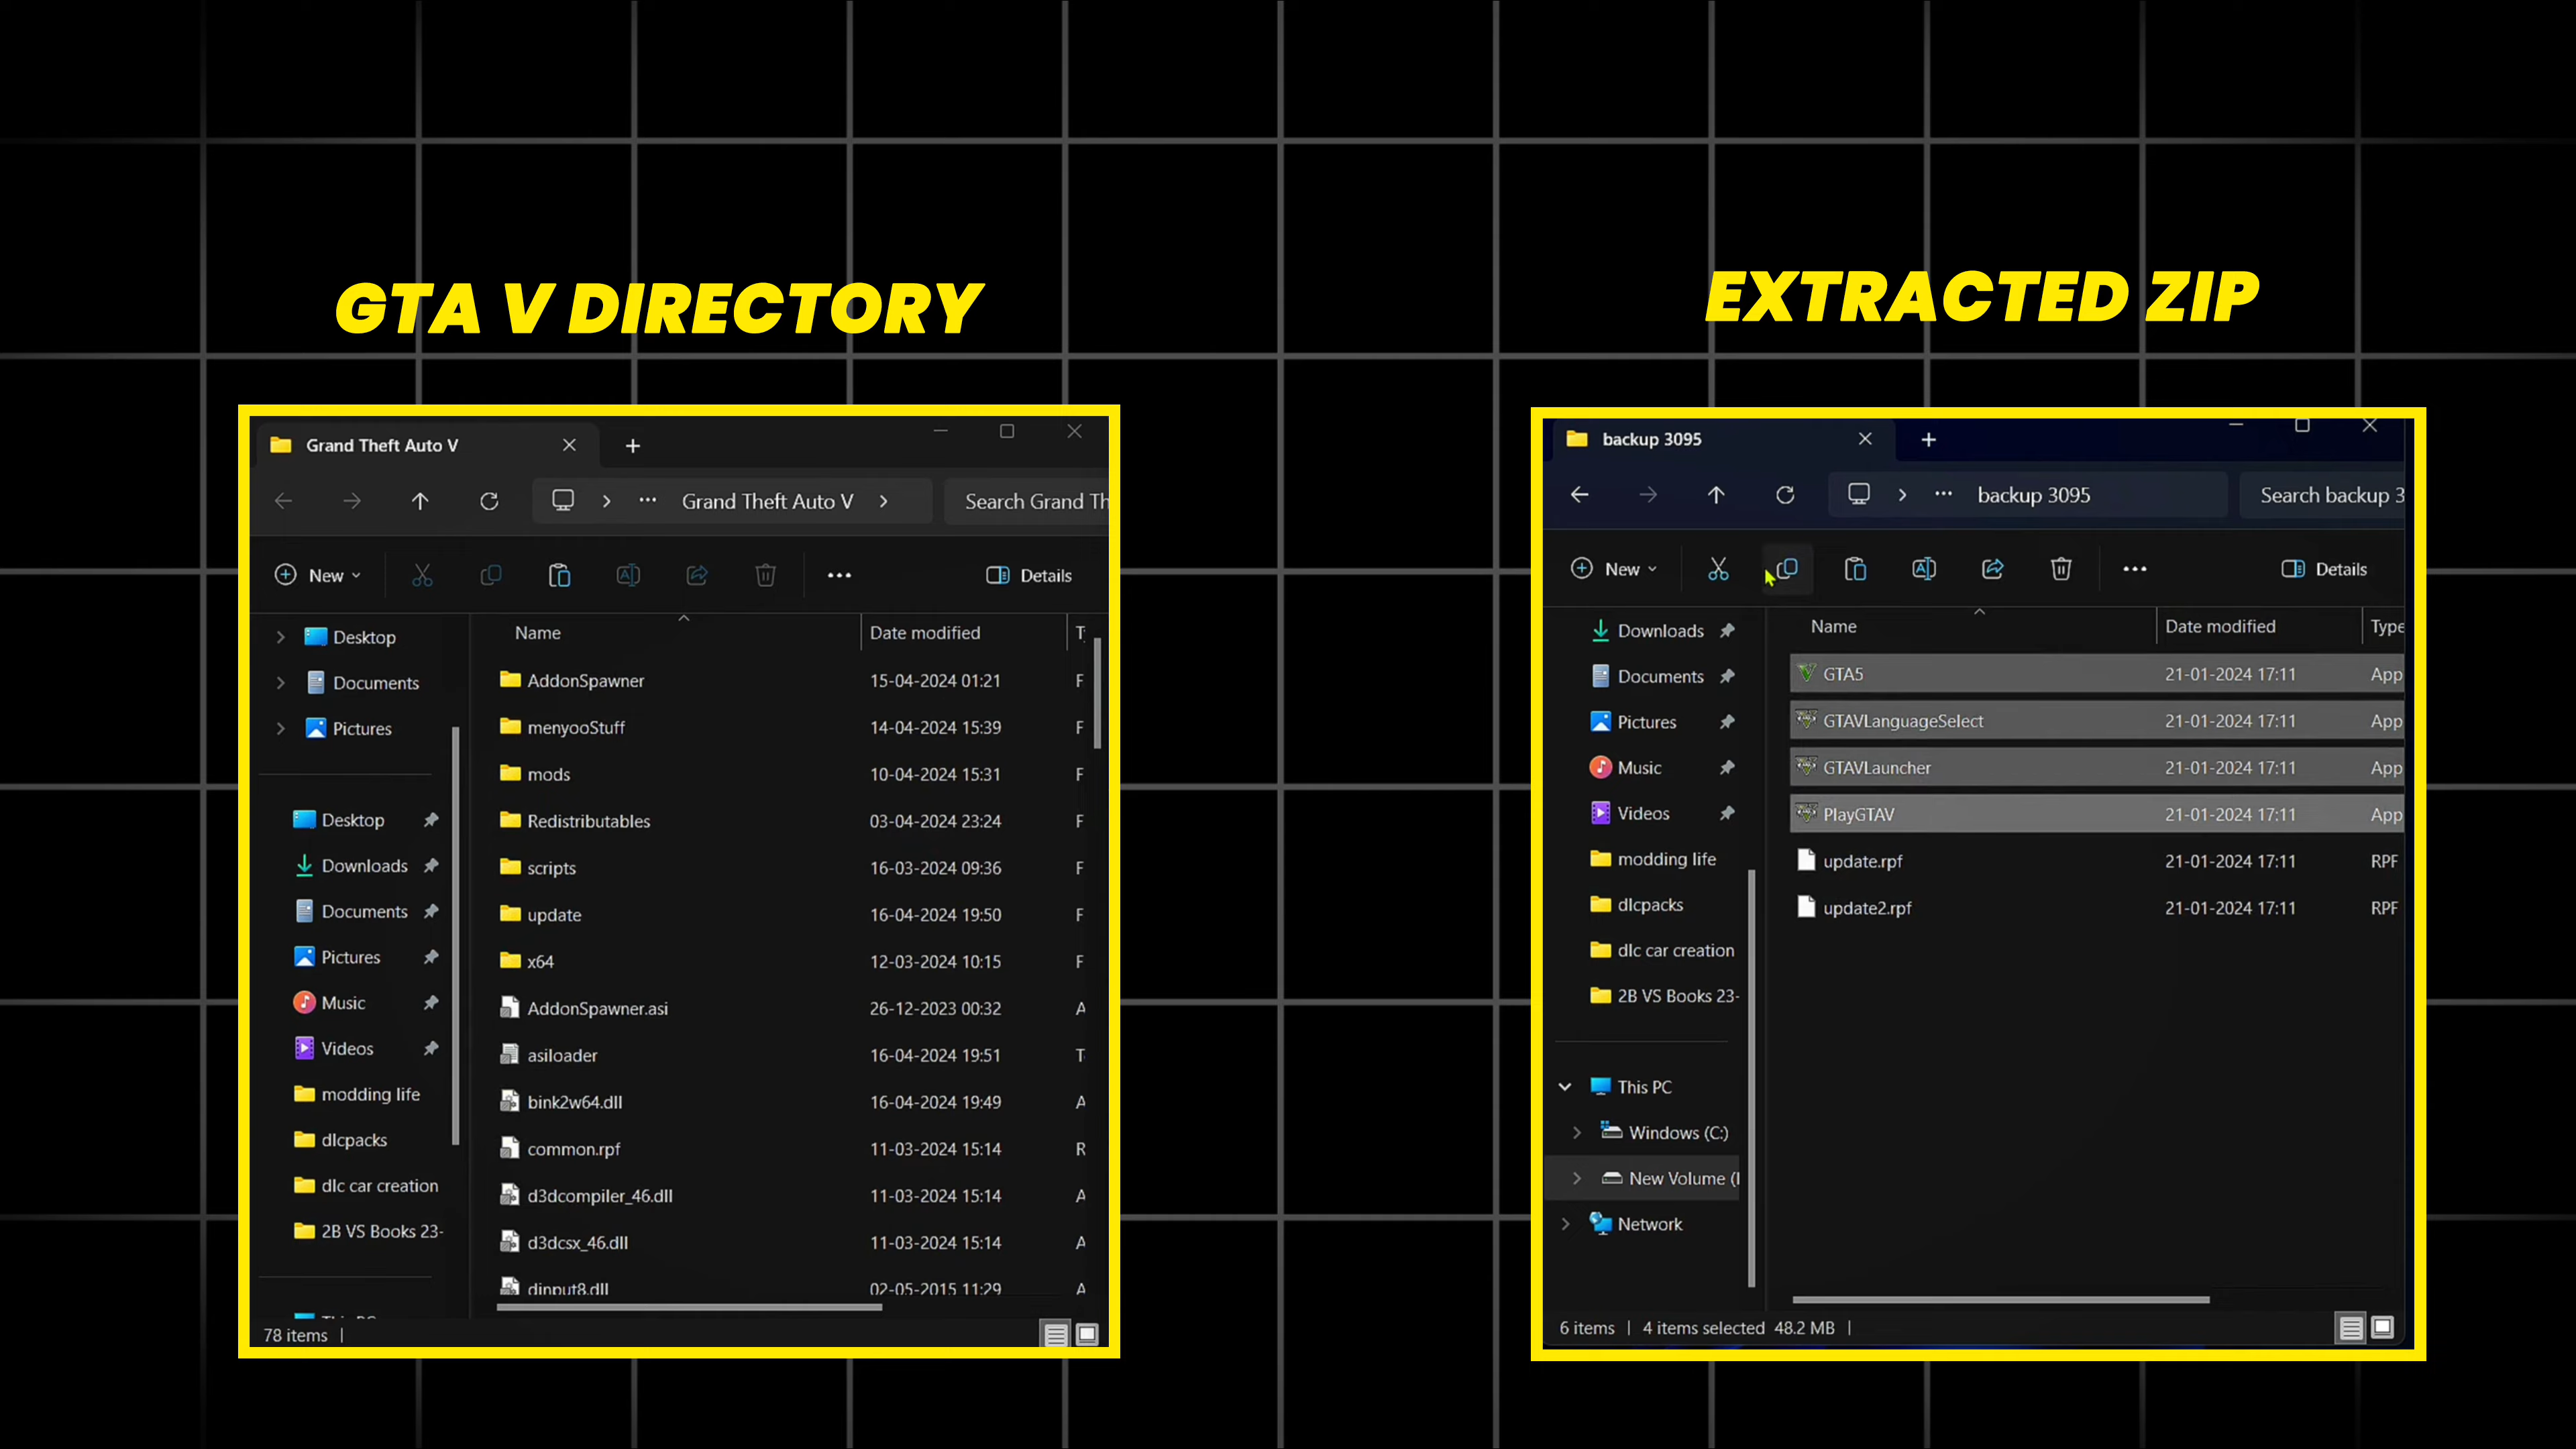 GTA V DIRECTORY
Grand Theft Auto V
Grand Theft Auto V
Search Grand Th
New
Details
Desktop
Documents
Pictures
Desktop
Downloads
Documents
Pictures
Music
Videos
modding life
dlcpacks
dlc car creation
2B VS Books 23-
Name Date modified T
AddonSpawner 15-04-2024 01:21 F
menyooStuff 14-04-2024 15:39 F
mods 10-04-2024 15:31 F
Redistributables 03-04-2024 23:24 F
scripts 16-03-2024 09:36 F
update 16-04-2024 19:50 F
x64 12-03-2024 10:15 F
AddonSpawner.asi 26-12-2023 00:32 A
asiloader 16-04-2024 19:51 T
bink2w64.dll 16-04-2024 19:49 A
common.rpf 11-03-2024 15:14 R
d3dcompiler_46.dll 11-03-2024 15:14 A
d3dcsx_46.dll 11-03-2024 15:14 A
dinput8.dll 02-05-2015 11:29 A
78 items
EXTRACTED ZIP
backup 3095
backup 3095
Search backup 3
New
Details
Downloads
Documents
Pictures
Music
Videos
modding life
dlcpacks
dlc car creation
2B VS Books 23-
This PC
Windows (C:)
New Volume (
Network
Name Date modified Type
GTA5 21-01-2024 17:11 App
GTAVLanguageSelect 21-01-2024 17:11 App
GTAVLauncher 21-01-2024 17:11 App
PlayGTAV 21-01-2024 17:11 App
update.rpf 21-01-2024 17:11 RPF
update2.rpf 21-01-2024 17:11 RPF
6 items 4 items selected 48.2 MB